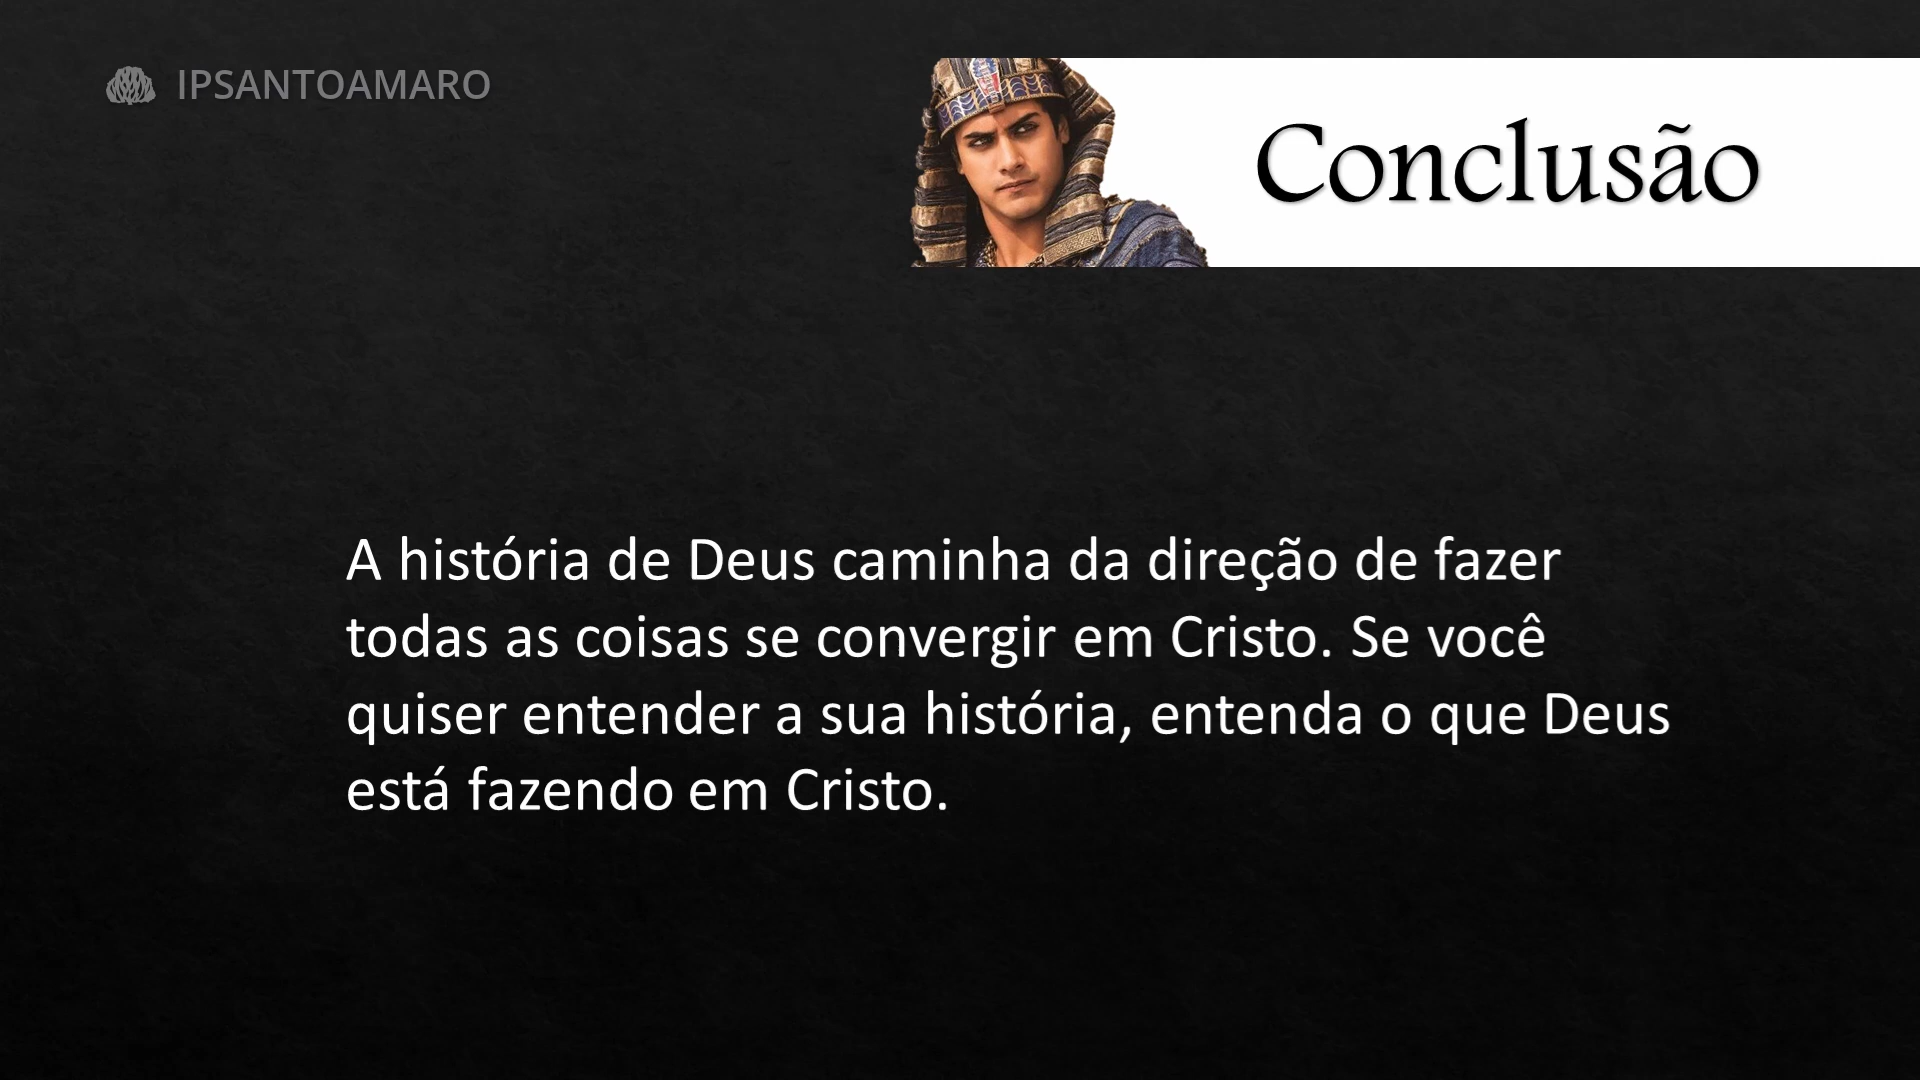 IPSANTOAMARO
Conclusão
A história de Deus caminha da direção de fazer
todas as coisas se convergir em Cristo. Se você
quiser entender a sua história, entenda o que Deus
está fazendo em Cristo.